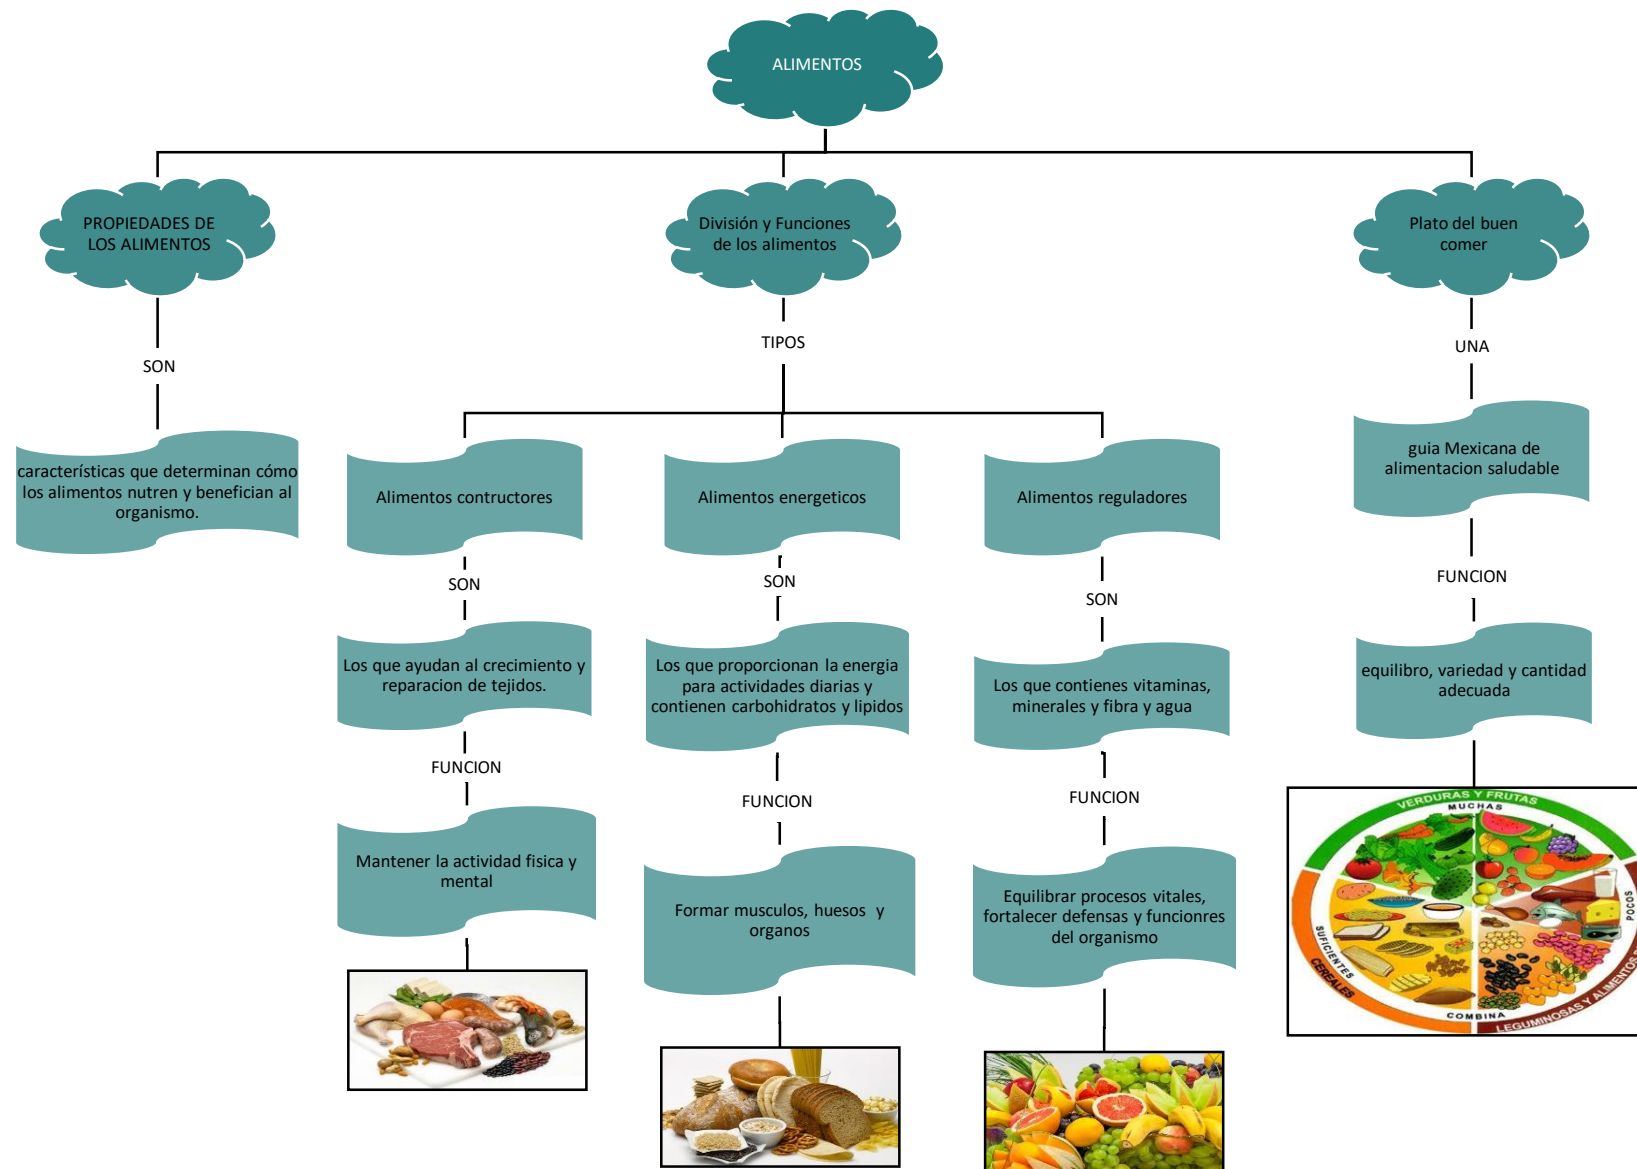 ALIMENTOS
PROPIEDADES DE
LOS ALIMENTOS
División y Funciones
de los alimentos
Plato del buen
comer
SON
TIPOS
UNA
características que determinan cómo
los alimentos nutren y benefician al
organismo.
Alimentos contructores
Alimentos energeticos
Alimentos reguladores
guia Mexicana de
alimentacion saludable
SON
SON
SON
FUNCION
Los que ayudan al crecimiento y
reparacion de tejidos.
Los que proporcionan la energia
para actividades diarias y
contienen carbohidratos y lipidos
Los que contienes vitaminas,
minerales y fibra y agua
equilibro, variedad y cantidad
adecuada
FUNCION
FUNCION
FUNCION
Mantener la actividad fisica y
mental
Formar musculos, huesos y
organos
Equilibrar procesos vitales,
fortalecer defensas y funcionres
del organismo
VERDURAS Y FRUTAS
MUCHAS
POCOS
SUFICIENTES
CEREALES
COMBINA
LEGUMINOSAS Y ALIMENTOS